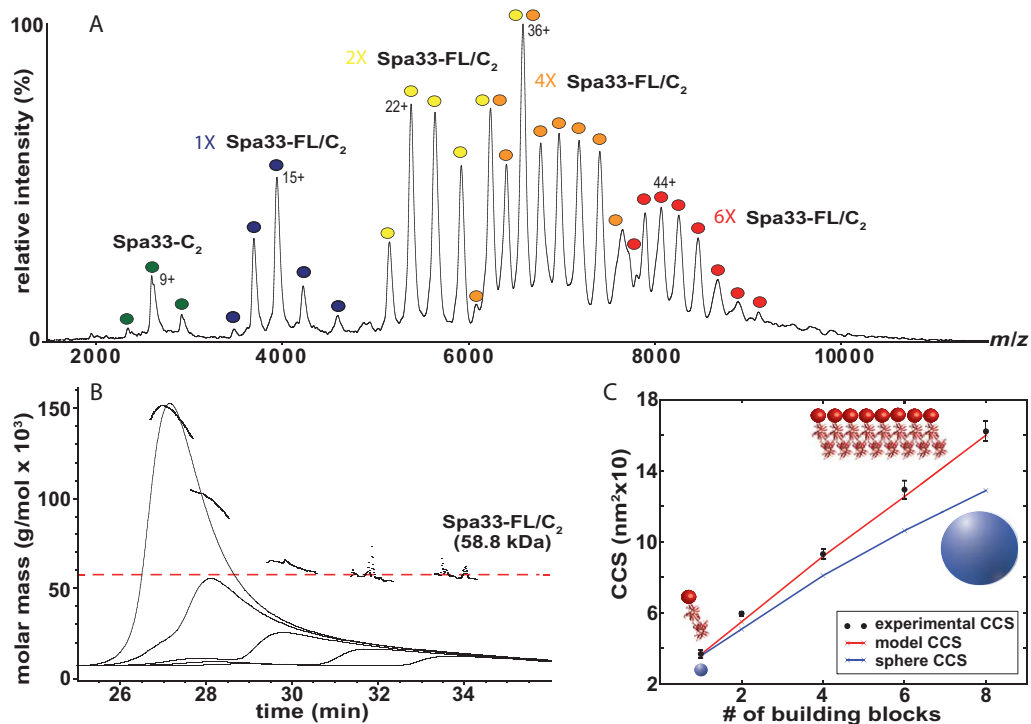 A
100
relative intensity (%)
0
Spa33-C₂
9+
1X Spa33-FL/C₂
15+
2X Spa33-FL/C₂
22+
36+
4X Spa33-FL/C₂
44+
6X Spa33-FL/C₂
2000 4000 6000 8000 10000 m/z
B
molar mass (g/mol x 10³)
150
100
50
0
Spa33-FL/C₂
(58.8 kDa)
26 28 30 32 34
time (min)
C
CCS (nm²x10)
18
14
10
6
2
experimental CCS
model CCS
sphere CCS
2 4 6 8
# of building blocks